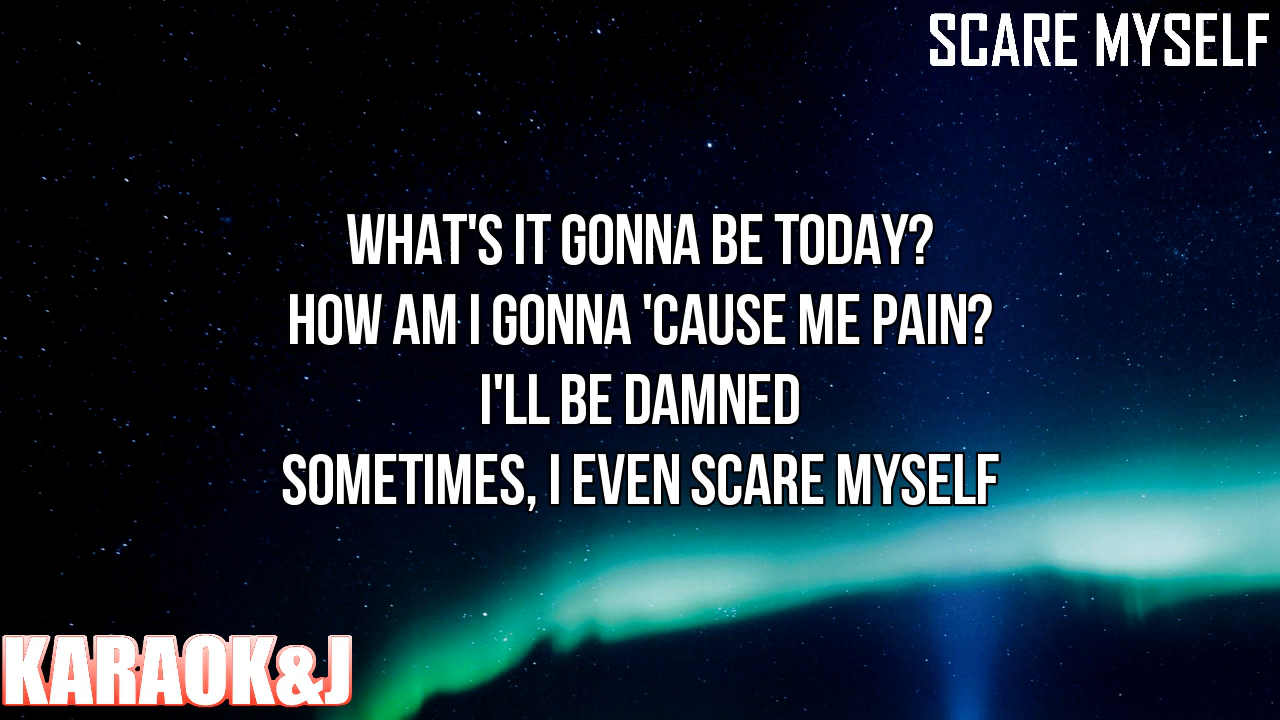 SCARE MYSELF
WHAT'S IT GONNA BE TODAY?
HOW AM I GONNA 'CAUSE ME PAIN?
I'LL BE DAMNED
SOMETIMES, I EVEN SCARE MYSELF
KARAOK&J